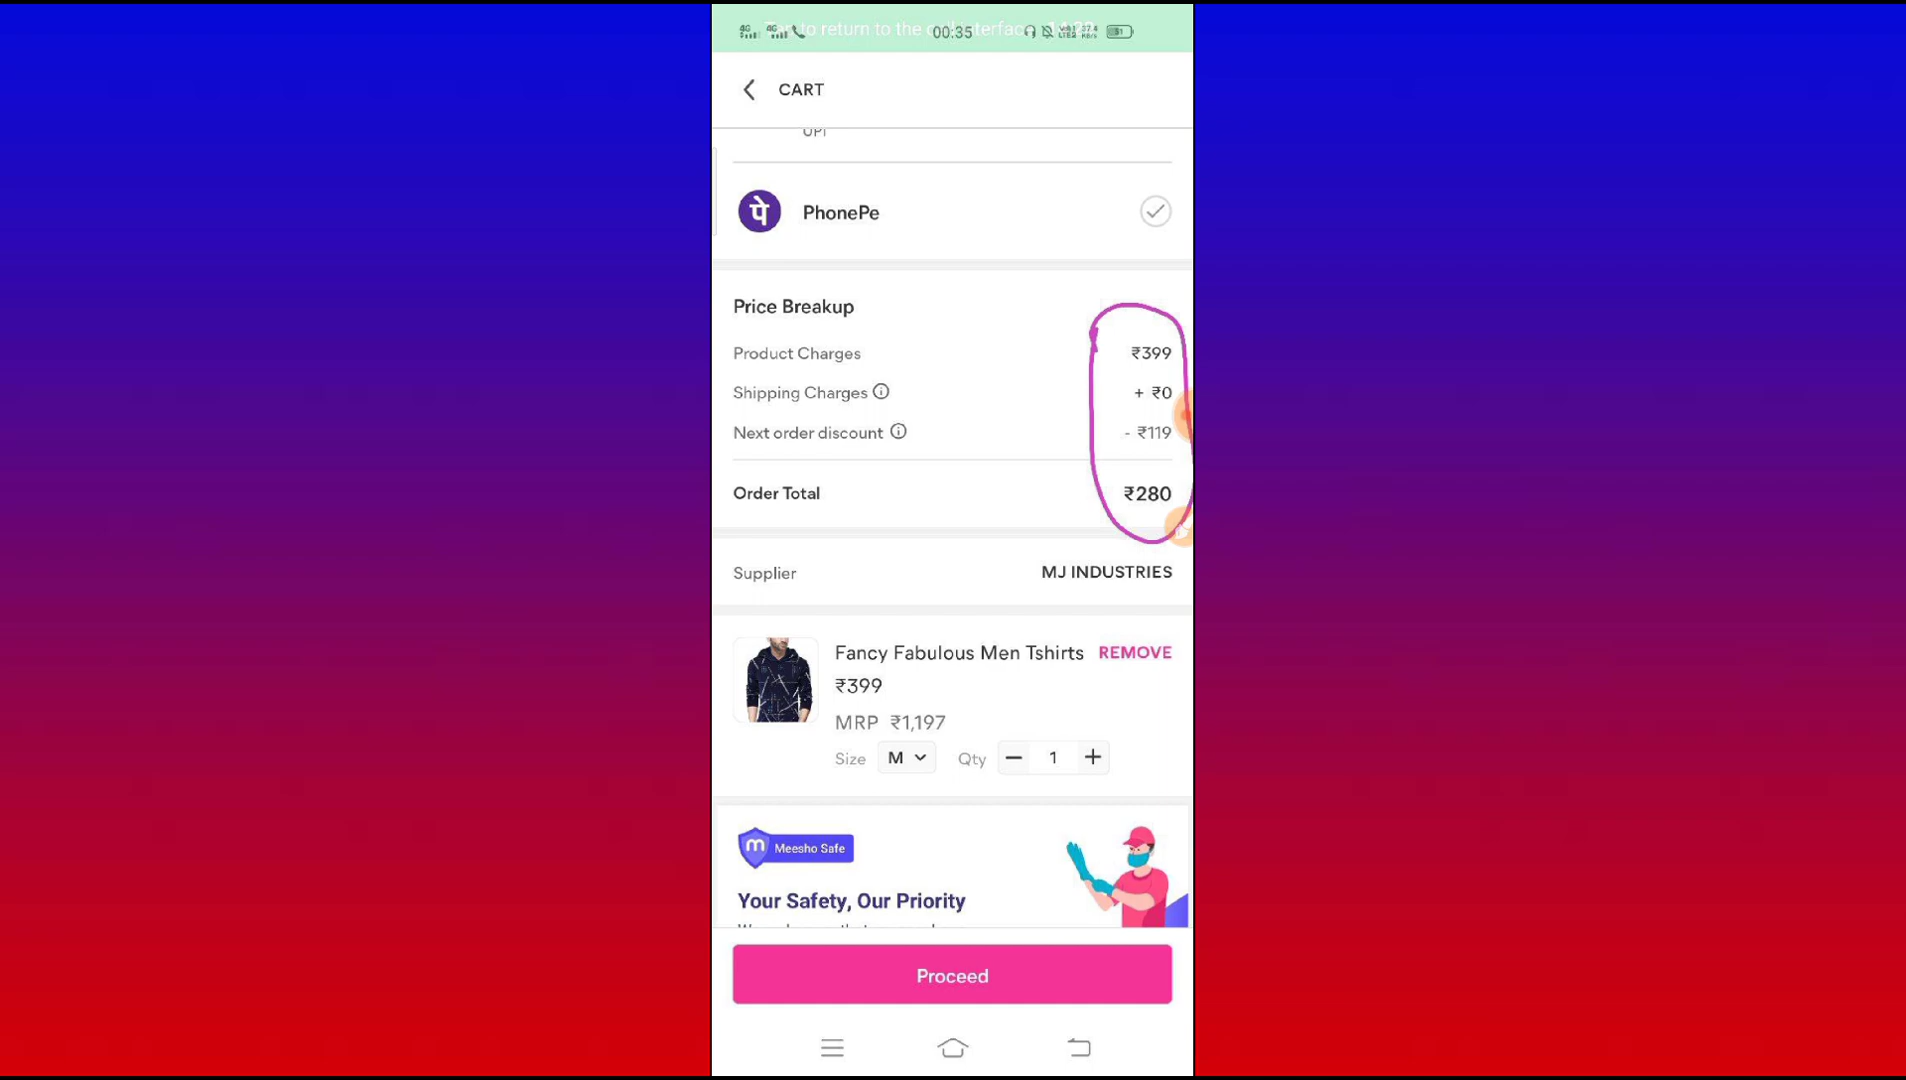 00:35
CART
UPI
पे PhonePe
Price Breakup
Product Charges ₹399
Shipping Charges + ₹0
Next order discount - ₹119
Order Total ₹280
Supplier MJ INDUSTRIES
Fancy Fabulous Men Tshirts REMOVE
₹399
MRP ₹1,197
Size M Qty 1
m Meesho Safe
Your Safety, Our Priority
Proceed